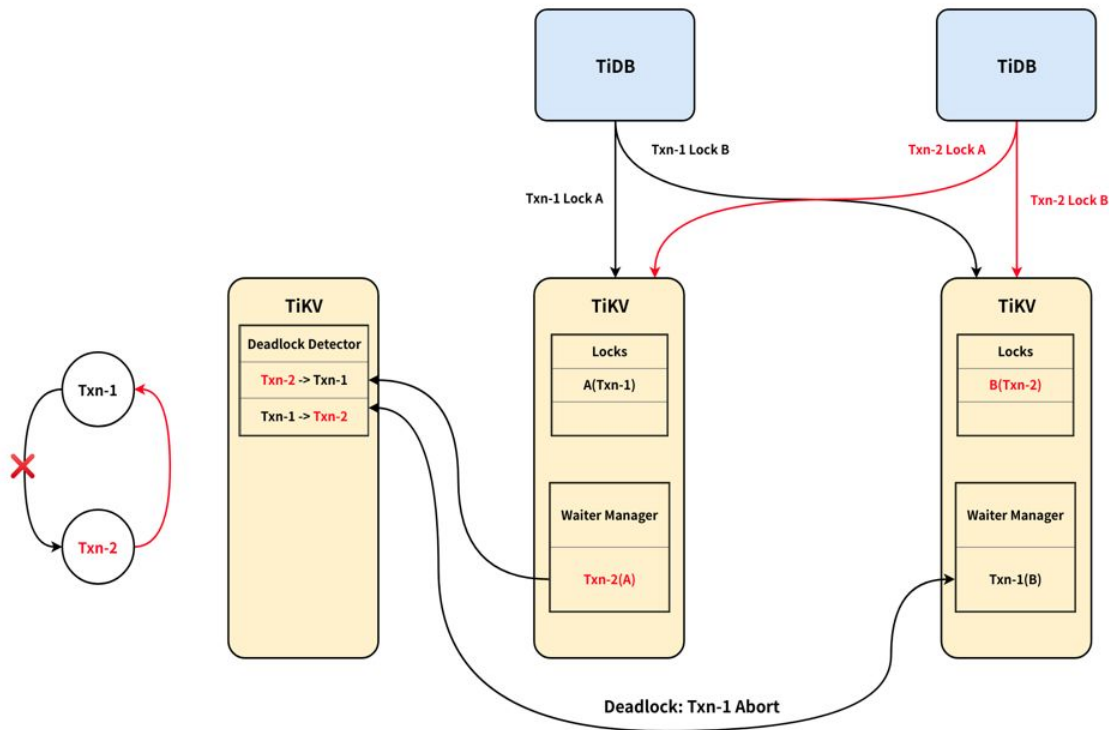 TiDB
TiDB
Txn-1 Lock B
Txn-2 Lock A
Txn-1 Lock A
Txn-2 Lock B
TiKV
Deadlock Detector
Txn-2 -> Txn-1
Txn-1 -> Txn-2
TiKV
Locks
A(Txn-1)
Waiter Manager
Txn-2(A)
TiKV
Locks
B(Txn-2)
Waiter Manager
Txn-1(B)
Txn-1
Txn-2
Deadlock: Txn-1 Abort